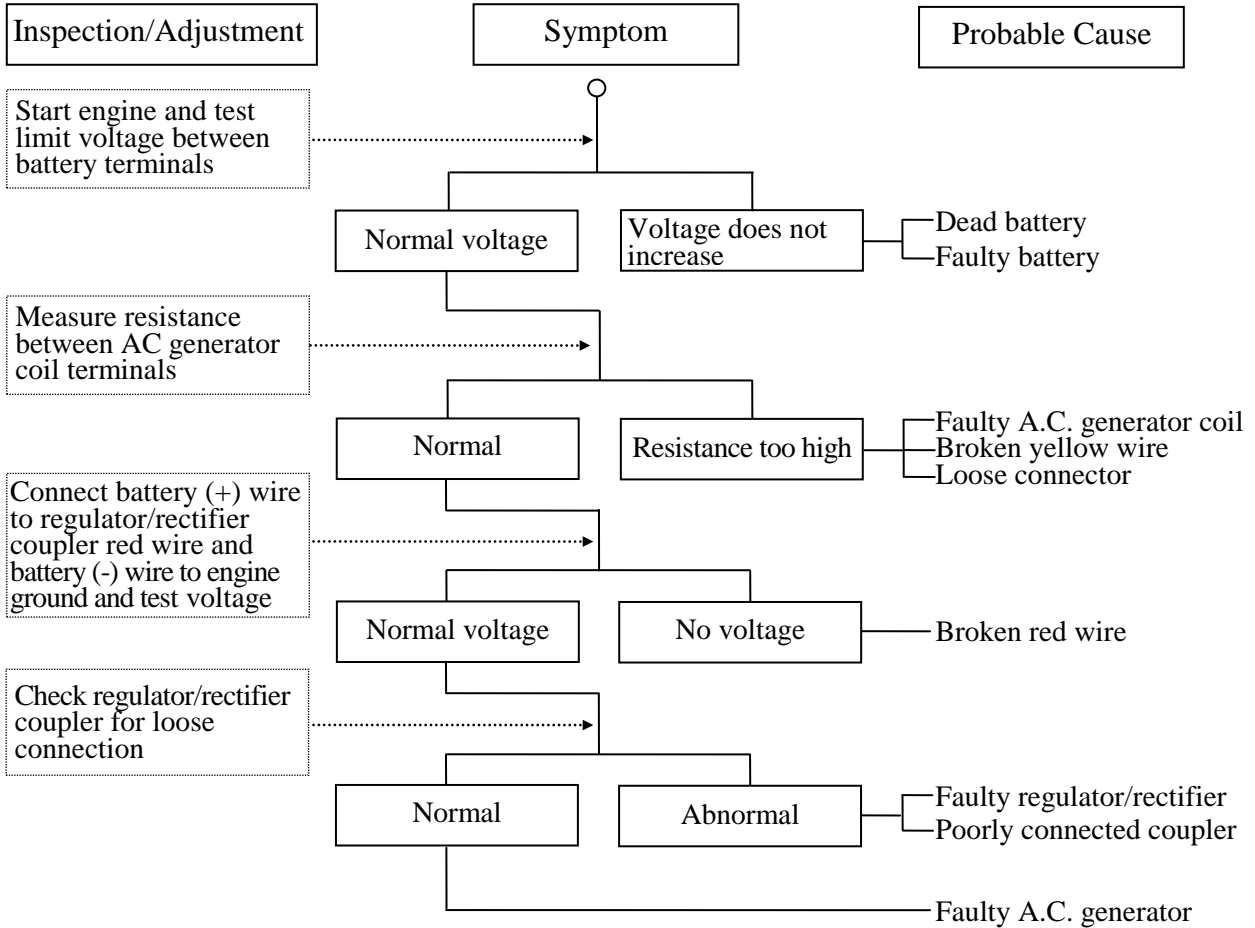 Inspection/Adjustment
Symptom
Probable Cause
Start engine and test
limit voltage between
battery terminals
Normal voltage
Voltage does not
increase
Dead battery
Faulty battery
Measure resistance
between AC generator
coil terminals
Normal
Resistance too high
Faulty A.C. generator coil
Broken yellow wire
Loose connector
Connect battery (+) wire
to regulator/rectifier
coupler red wire and
battery (-) wire to engine
ground and test voltage
Normal voltage
No voltage
Broken red wire
Check regulator/rectifier
coupler for loose
connection
Normal
Abnormal
Faulty regulator/rectifier
Poorly connected coupler
Faulty A.C. generator